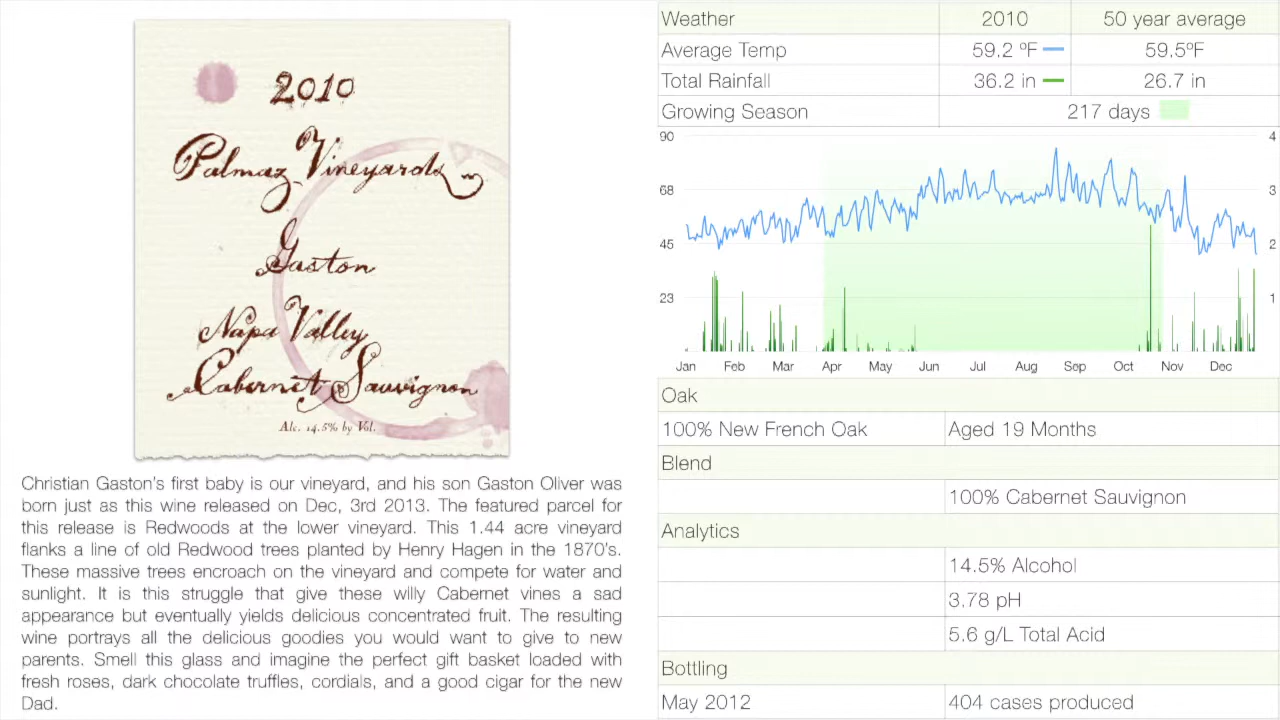 2010
Palmaz Vineyards
Gaston
Napa Valley
Cabernet Sauvignon
Alc. 14.5% by Vol.
Christian Gaston's first baby is our vineyard, and his son Gaston Oliver was
born just as this wine released on Dec, 3rd 2013. The featured parcel for
this release is Redwoods at the lower vineyard. This 1.44 acre vineyard
flanks a line of old Redwood trees planted by Henry Hagen in the 1870's.
These massive trees encroach on the vineyard and compete for water and
sunlight. It is this struggle that give these willy Cabernet vines a sad
appearance but eventually yields delicious concentrated fruit. The resulting
wine portrays all the delicious goodies you would want to give to new
parents. Smell this glass and imagine the perfect gift basket loaded with
fresh roses, dark chocolate truffles, cordials, and a good cigar for the new
Dad.
Weather 2010 50 year average
Average Temp 59.2 ºF 59.5ºF
Total Rainfall 36.2 in 26.7 in
Growing Season 217 days
90 4
68 3
45 2
23 1
Jan Feb Mar Apr May Jun Jul Aug Sep Oct Nov Dec
Oak
100% New French Oak Aged 19 Months
Blend
100% Cabernet Sauvignon
Analytics
14.5% Alcohol
3.78 pH
5.6 g/L Total Acid
Bottling
May 2012 404 cases produced